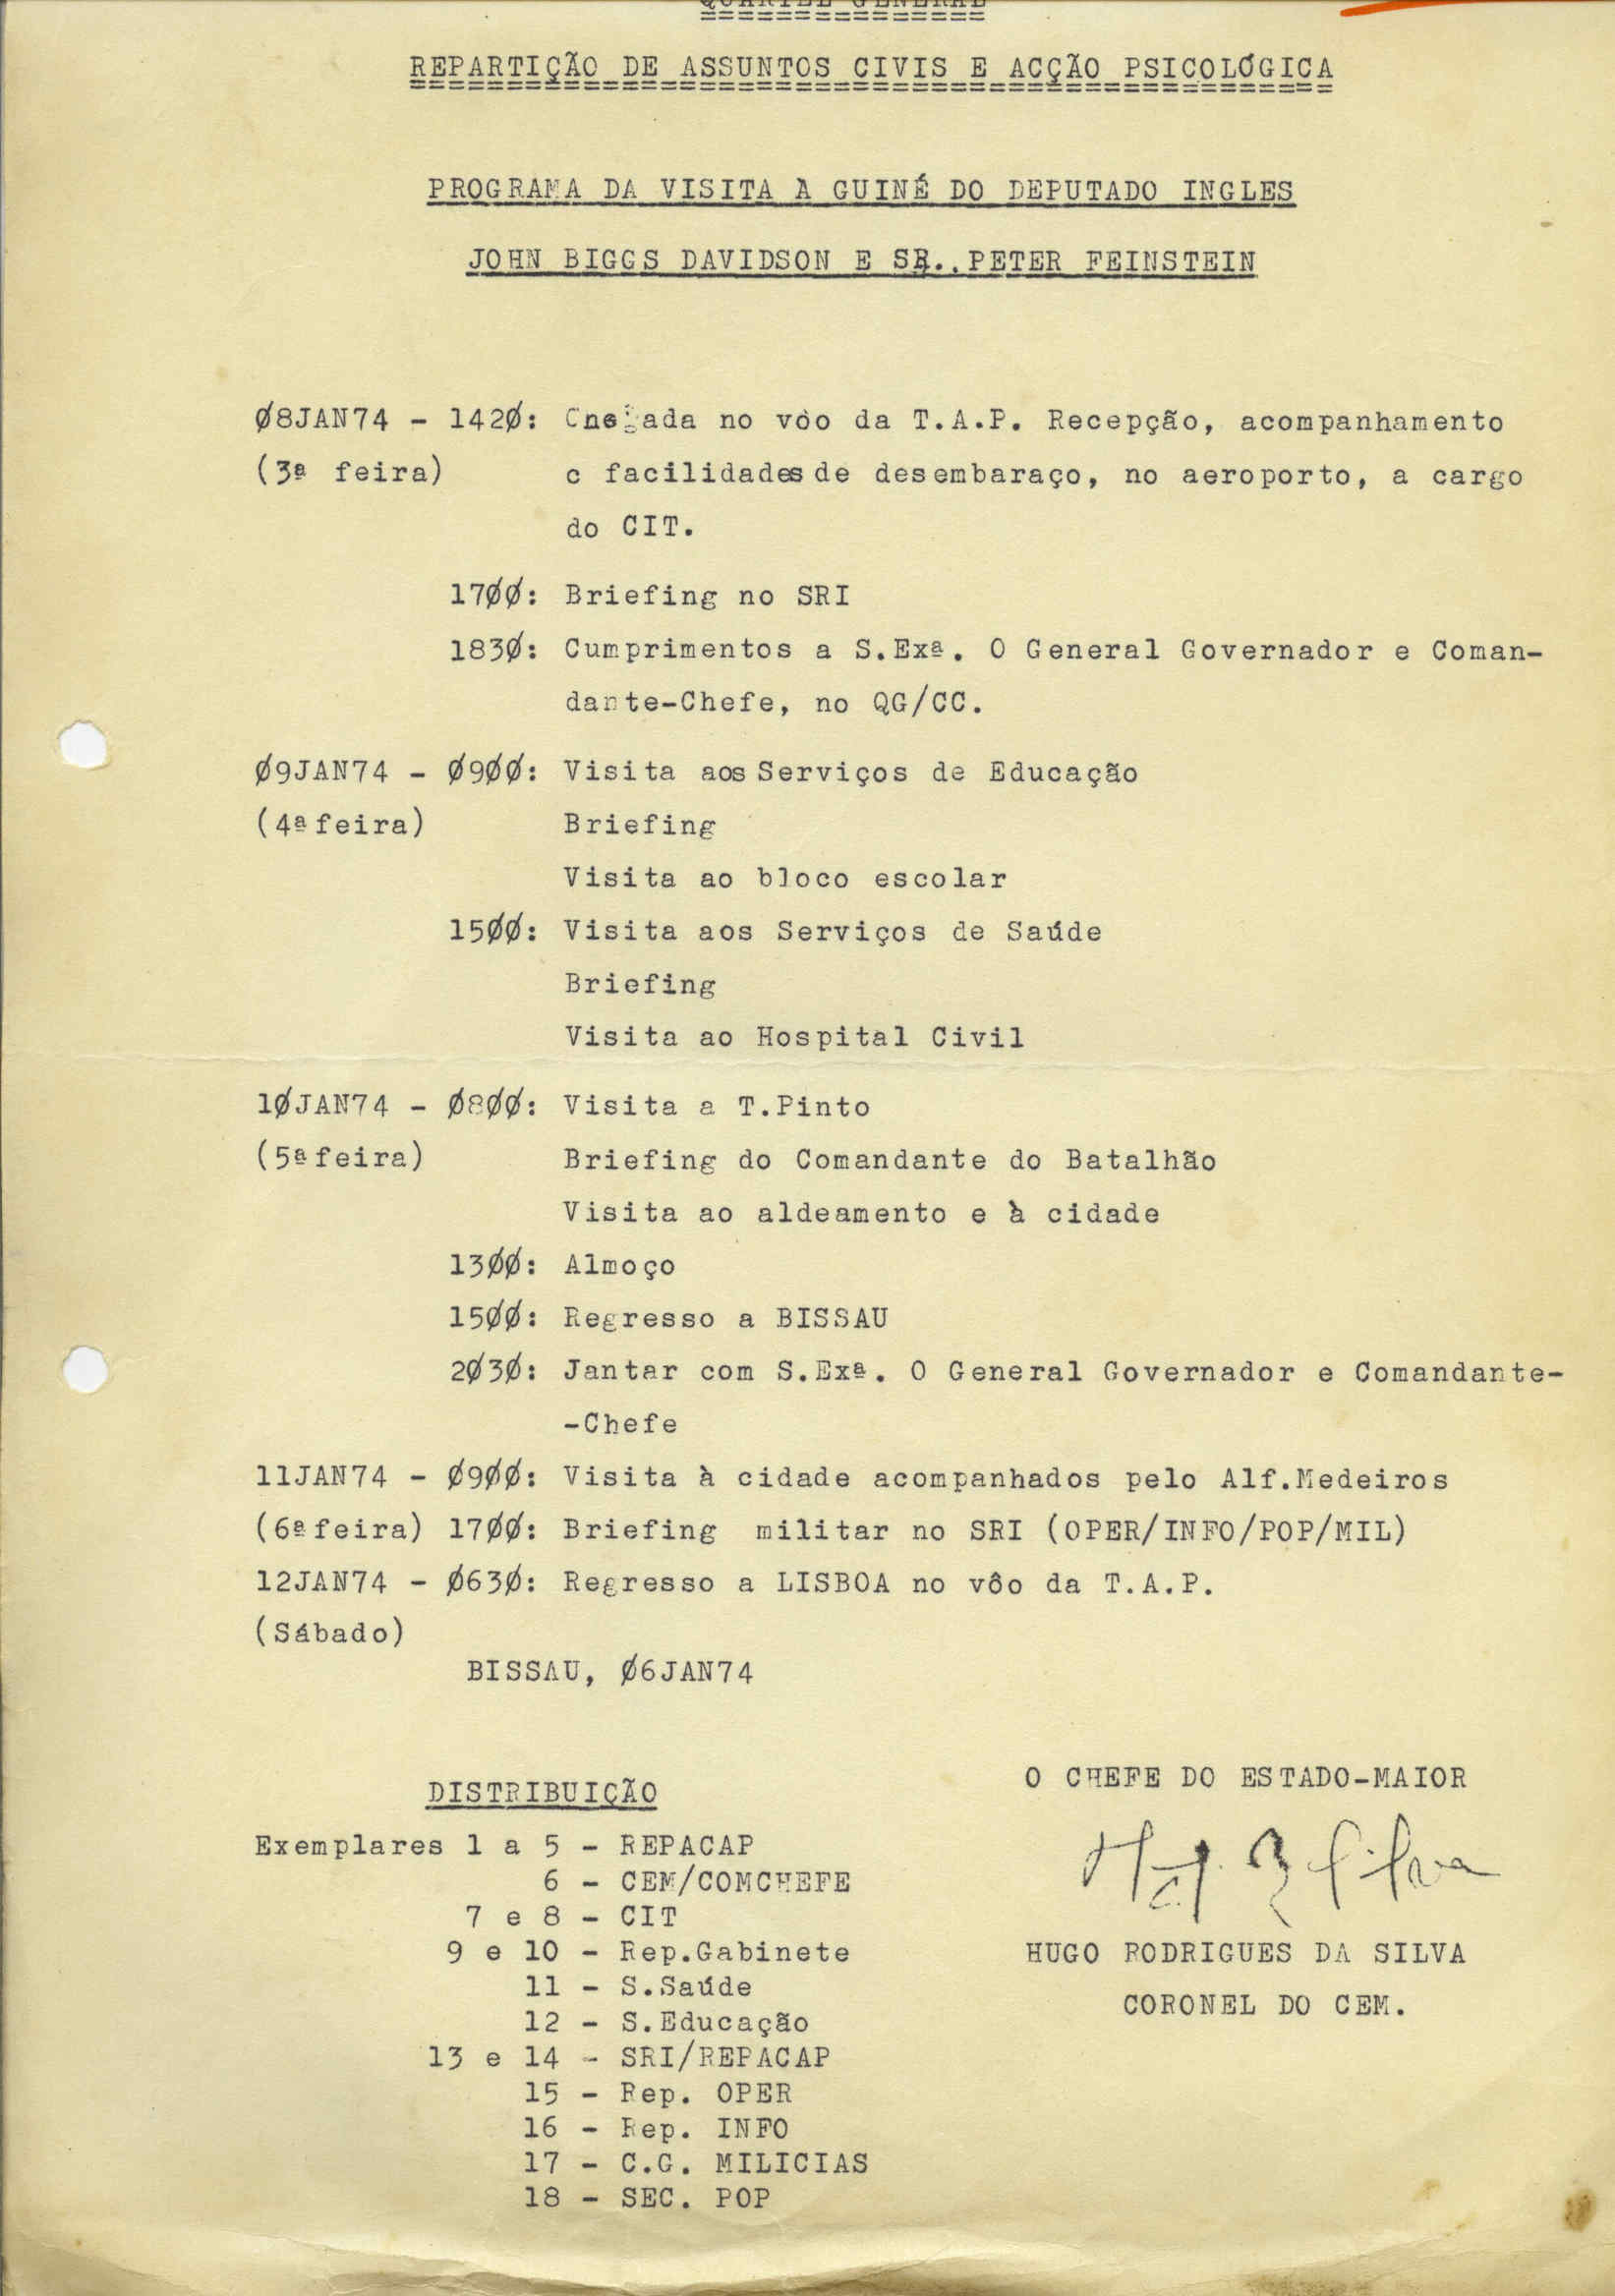 QUARTEL GENERAL
REPARTIÇÃO DE ASSUNTOS CIVIS E ACÇÃO PSICOLÓGICA
PROGRAMA DA VISITA À GUINÉ DO DEPUTADO INGLES
JOHN BIGGS DAVIDSON E SR..PETER FEINSTEIN
Ø8JAN74 - 142Ø: Chegada no vôo da T.A.P. Recepção, acompanhamento
(3ª feira) e facilidades de desembaraço, no aeroporto, a cargo
do CIT.
17ØØ: Briefing no SRI
183Ø: Cumprimentos a S.Exª. O General Governador e Coman-
dante-Chefe, no QG/CC.
Ø9JAN74 - Ø9ØØ: Visita aos Serviços de Educação
(4ª feira) Briefing
Visita ao bloco escolar
15ØØ: Visita aos Serviços de Saúde
Briefing
Visita ao Hospital Civil
1ØJAN74 - Ø8ØØ: Visita a T.Pinto
(5ª feira) Briefing do Comandante do Batalhão
Visita ao aldeamento e à cidade
13ØØ: Almoço
15ØØ: Regresso a BISSAU
2Ø3Ø: Jantar com S.Exª. O General Governador e Comandante-
-Chefe
11JAN74 - Ø9ØØ: Visita à cidade acompanhados pelo Alf.Medeiros
(6ª feira) 17ØØ: Briefing militar no SRI (OPER/INFO/POP/MIL)
12JAN74 - Ø63Ø: Regresso a LISBOA no vôo da T.A.P.
(Sábado)
BISSAU, Ø6JAN74
O CHEFE DO ESTADO-MAIOR
HUGO RODRIGUES DA SILVA
CORONEL DO CEM.
DISTRIBUIÇÃO
Exemplares 1 a 5 - REPACAP
6 - CEM/COMCHEFE
7 e 8 - CIT
9 e 10 - Rep.Gabinete
11 - S.Saúde
12 - S.Educação
13 e 14 - SRI/REPACAP
15 - Rep. OPER
16 - Rep. INFO
17 - C.G. MILICIAS
18 - SEC. POP